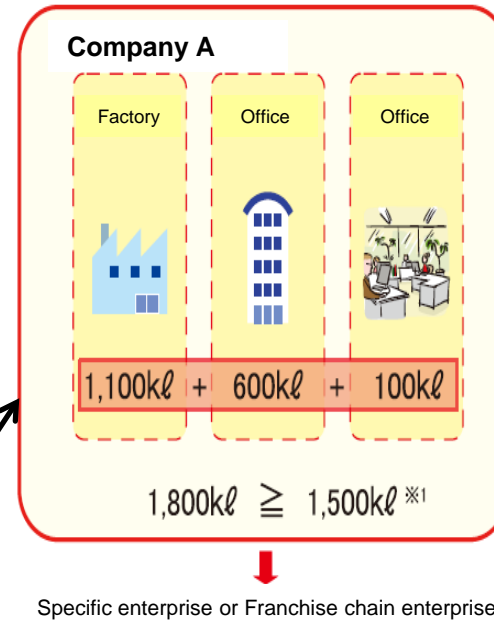 Company A
Factory Office Office
1,100kℓ + 600kℓ + 100kℓ
1,800kℓ ≧ 1,500kℓ ※1
Specific enterprise or Franchise chain enterprise